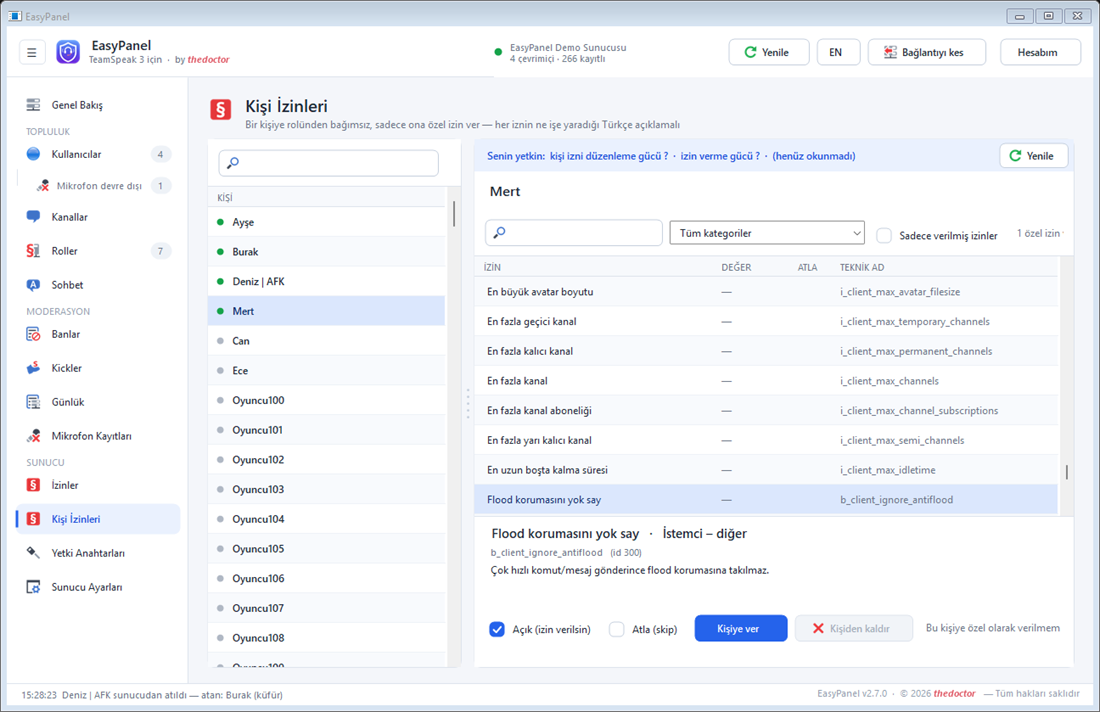 EasyPanel
EasyPanel
TeamSpeak 3 için · by thedoctor
EasyPanel Demo Sunucusu
4 çevrimiçi · 266 kayıtlı
Yenile
EN
Bağlantıyı kes
Hesabım
Genel Bakış
TOPLULUK
Kullanıcılar 4
Mikrofon devre dışı 1
Kanallar
Roller 7
Sohbet
MODERASYON
Banlar
Kickler
Günlük
Mikrofon Kayıtları
SUNUCU
İzinler
Kişi İzinleri
Yetki Anahtarları
Sunucu Ayarları
Kişi İzinleri
Bir kişiye rolünden bağımsız, sadece ona özel izin ver — her iznin ne işe yaradığı Türkçe açıklamalı
KİŞİ
Ayşe
Burak
Deniz | AFK
Mert
Can
Ece
Oyuncu100
Oyuncu101
Oyuncu102
Oyuncu103
Oyuncu104
Oyuncu105
Oyuncu106
Oyuncu107
Oyuncu108
Oyuncu109
Senin yetkin: kişi izni düzenleme gücü ? · izin verme gücü ? · (henüz okunmadı)
Yenile
Mert
Tüm kategoriler
Sadece verilmiş izinler
1 özel izin
İZİN DEĞER ATLA TEKNİK AD
En büyük avatar boyutu — i_client_max_avatar_filesize
En fazla geçici kanal — i_client_max_temporary_channels
En fazla kalıcı kanal — i_client_max_permanent_channels
En fazla kanal — i_client_max_channels
En fazla kanal aboneliği — i_client_max_channel_subscriptions
En fazla yarı kalıcı kanal — i_client_max_semi_channels
En uzun boşta kalma süresi — i_client_max_idletime
Flood korumasını yok say — b_client_ignore_antiflood
Flood korumasını yok say · İstemci – diğer
b_client_ignore_antiflood (id 300)
Çok hızlı komut/mesaj gönderince flood korumasına takılmaz.
Açık (izin verilsin)
Atla (skip)
Kişiye ver
Kişiden kaldır
Bu kişiye özel olarak verilmem
15:28:23 Deniz | AFK sunucudan atıldı — atan: Burak (küfür)
EasyPanel v2.7.0 · © 2026 thedoctor — Tüm hakları saklıdır